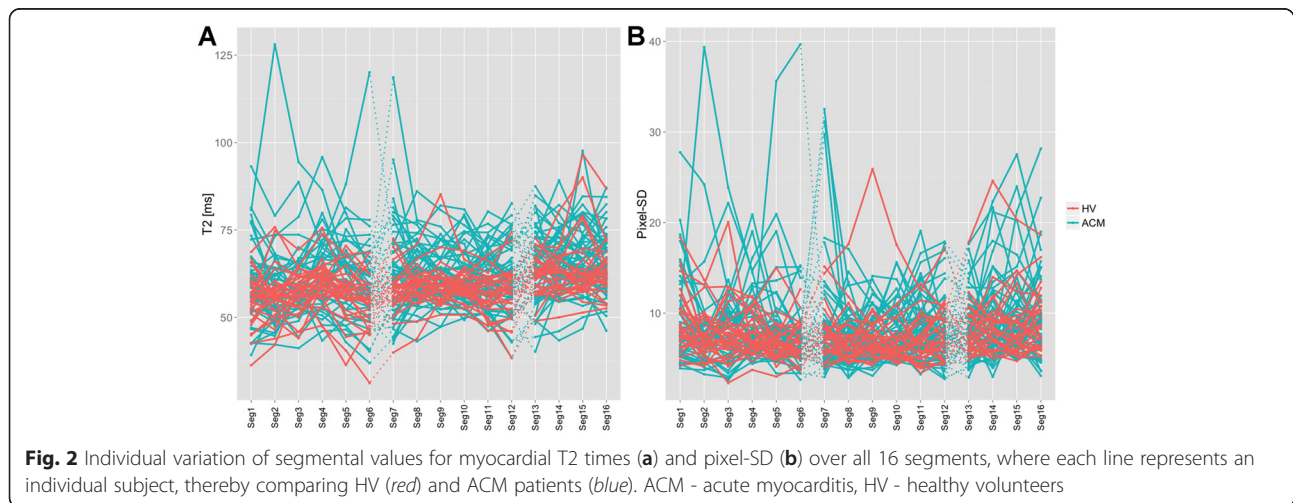 A
B
T2 [ms]
125
100
75
50
Seg1
Seg2
Seg3
Seg4
Seg5
Seg6
Seg7
Seg8
Seg9
Seg10
Seg11
Seg12
Seg13
Seg14
Seg15
Seg16
Pixel-SD
40
30
20
10
Seg1
Seg2
Seg3
Seg4
Seg5
Seg6
Seg7
Seg8
Seg9
Seg10
Seg11
Seg12
Seg13
Seg14
Seg15
Seg16
HV
ACM
Fig. 2 Individual variation of segmental values for myocardial T2 times (a) and pixel-SD (b) over all 16 segments, where each line represents an
individual subject, thereby comparing HV (red) and ACM patients (blue). ACM - acute myocarditis, HV - healthy volunteers